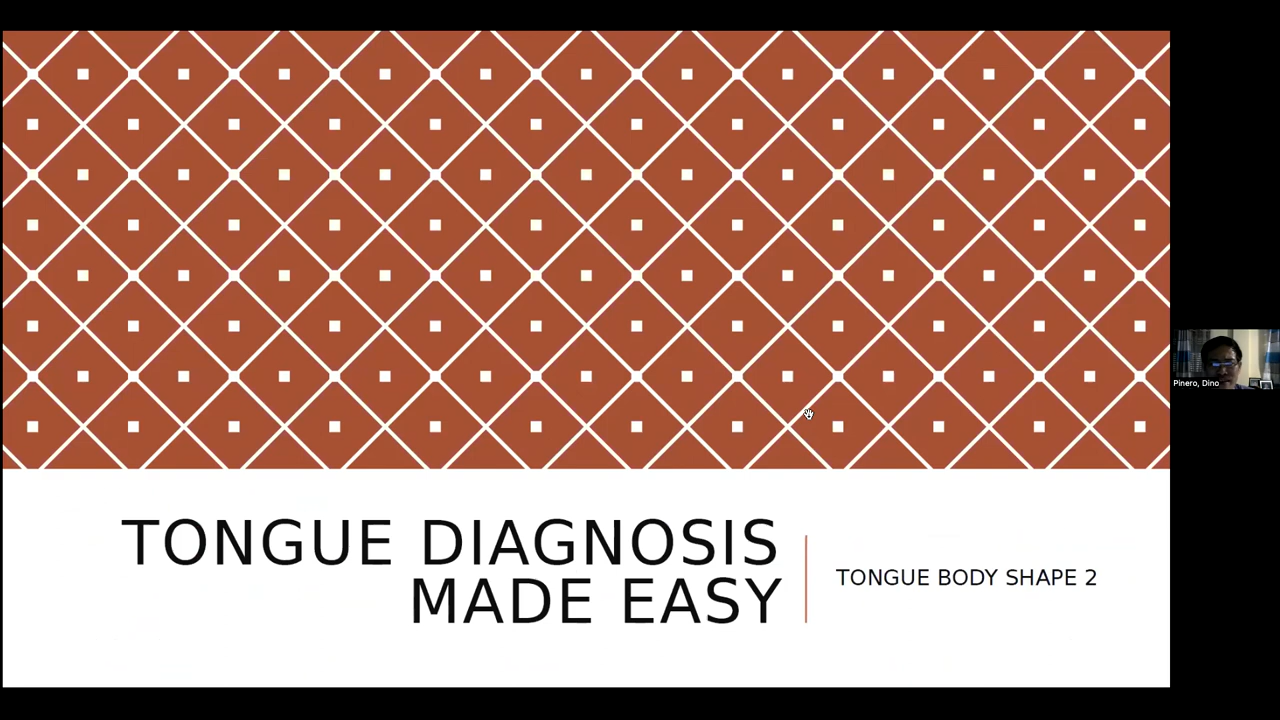 TONGUE DIAGNOSIS
MADE EASY
TONGUE BODY SHAPE 2
Pinero, Dino